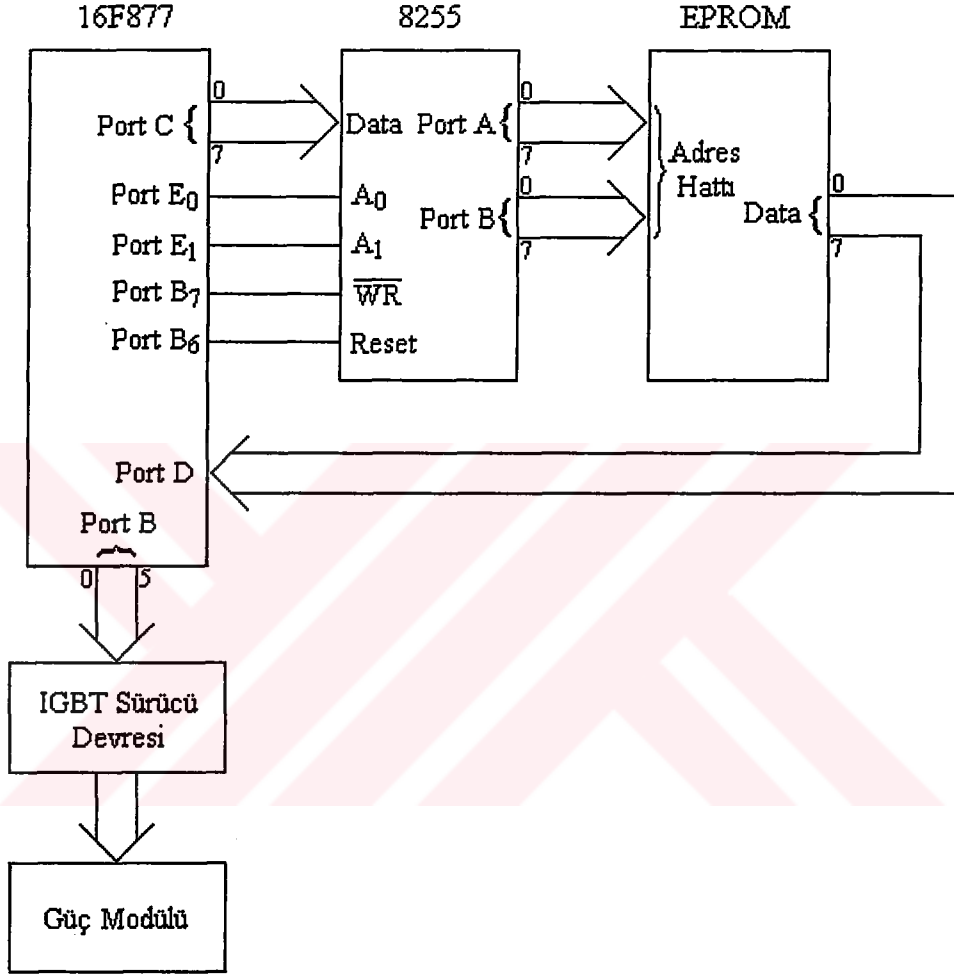 16F877
8255
EPROM
Port C {
0
7
Port E0
Port E1
Port B7
Port B6
Port D
Port B
0
5
Data
A0
A1
WR
Reset
Port A {
0
7
Port B {
0
7
Adres
Hattı
Data {
0
7
IGBT Sürücü
Devresi
Güç Modülü